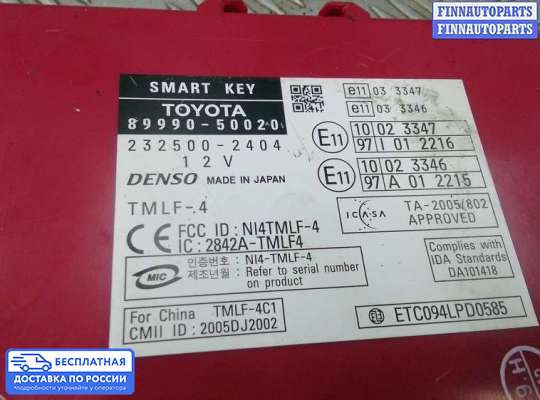 FINNAUTOPARTS
FINNAUTOPARTS
SMART KEY
TOYOTA
89990-50020
232500-2404
12V
DENSO MADE IN JAPAN
TMLF-4
FCC ID : NI4TMLF-4
IC : 2842A-TMLF4
MIC
인증번호 : NI4-TMLF-4
제조년월 : Refer to serial number
on product
For China TMLF-4C1
CMII ID : 2005DJ2002
e11 03 3347
e11 03 3346
E11 10 02 3347
97 I 01 2216
E11 10 02 3346
97 A 01 2215
ICASA
TA-2005/802
APPROVED
Complies with
IDA Standards
DA101418
ETC094LPD0585
БЕСПЛАТНАЯ
ДОСТАВКА ПО РОССИИ
подробности уточняйте у оператора